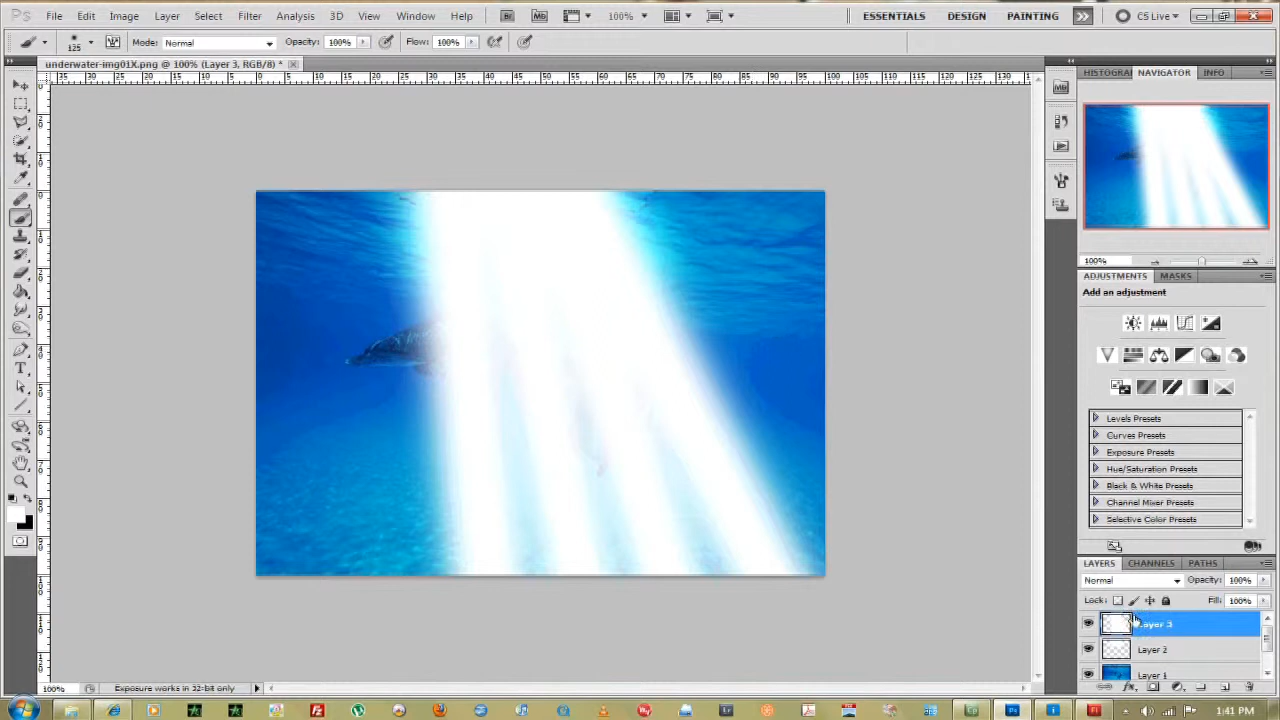 Ps File Edit Image Layer Select Filter Analysis 3D View Window Help Br Mb 100% ESSENTIALS DESIGN PAINTING CS Live
125 Mode: Normal Opacity: 100% Flow: 100%
underwater-img01X.png @ 100% (Layer 3, RGB/8) *
HISTOGRAM NAVIGATOR INFO
100%
ADJUSTMENTS MASKS
Add an adjustment
Levels Presets
Curves Presets
Exposure Presets
Hue/Saturation Presets
Black & White Presets
Channel Mixer Presets
Selective Color Presets
LAYERS CHANNELS PATHS
Normal Opacity: 100%
Lock: Fill: 100%
Layer 3
Layer 2
Layer 1
100% Exposure works in 32-bit only
1:41 PM